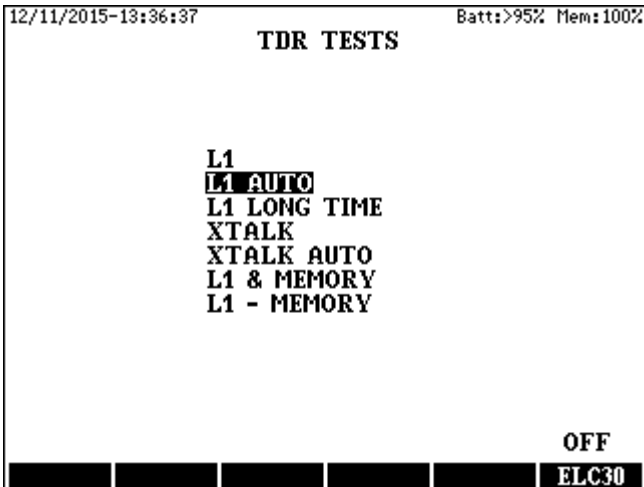 12/11/2015-13:36:37 Batt:>95% Mem:100%
TDR TESTS
L1
L1 AUTO
L1 LONG TIME
XTALK
XTALK AUTO
L1 & MEMORY
L1 - MEMORY
OFF
ELC30